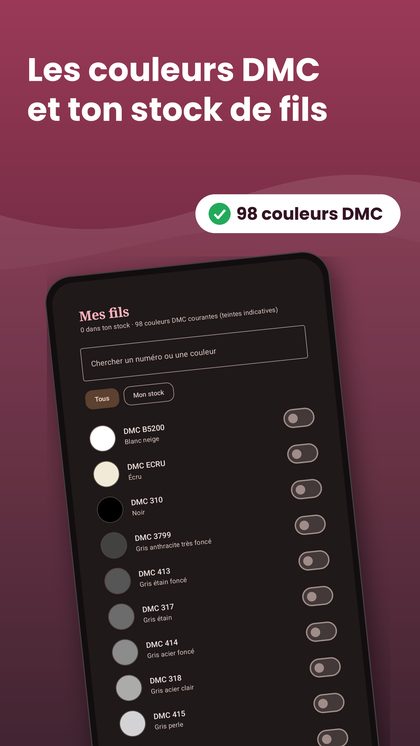 Les couleurs DMC
et ton stock de fils
98 couleurs DMC
Mes fils
0 dans ton stock · 98 couleurs DMC courantes (teintes indicatives)
Chercher un numéro ou une couleur
Tous
Mon stock
DMC B5200
Blanc neige
DMC ECRU
Écru
DMC 310
Noir
DMC 3799
Gris anthracite très foncé
DMC 413
Gris étain foncé
DMC 317
Gris étain
DMC 414
Gris acier foncé
DMC 318
Gris acier clair
DMC 415
Gris perle